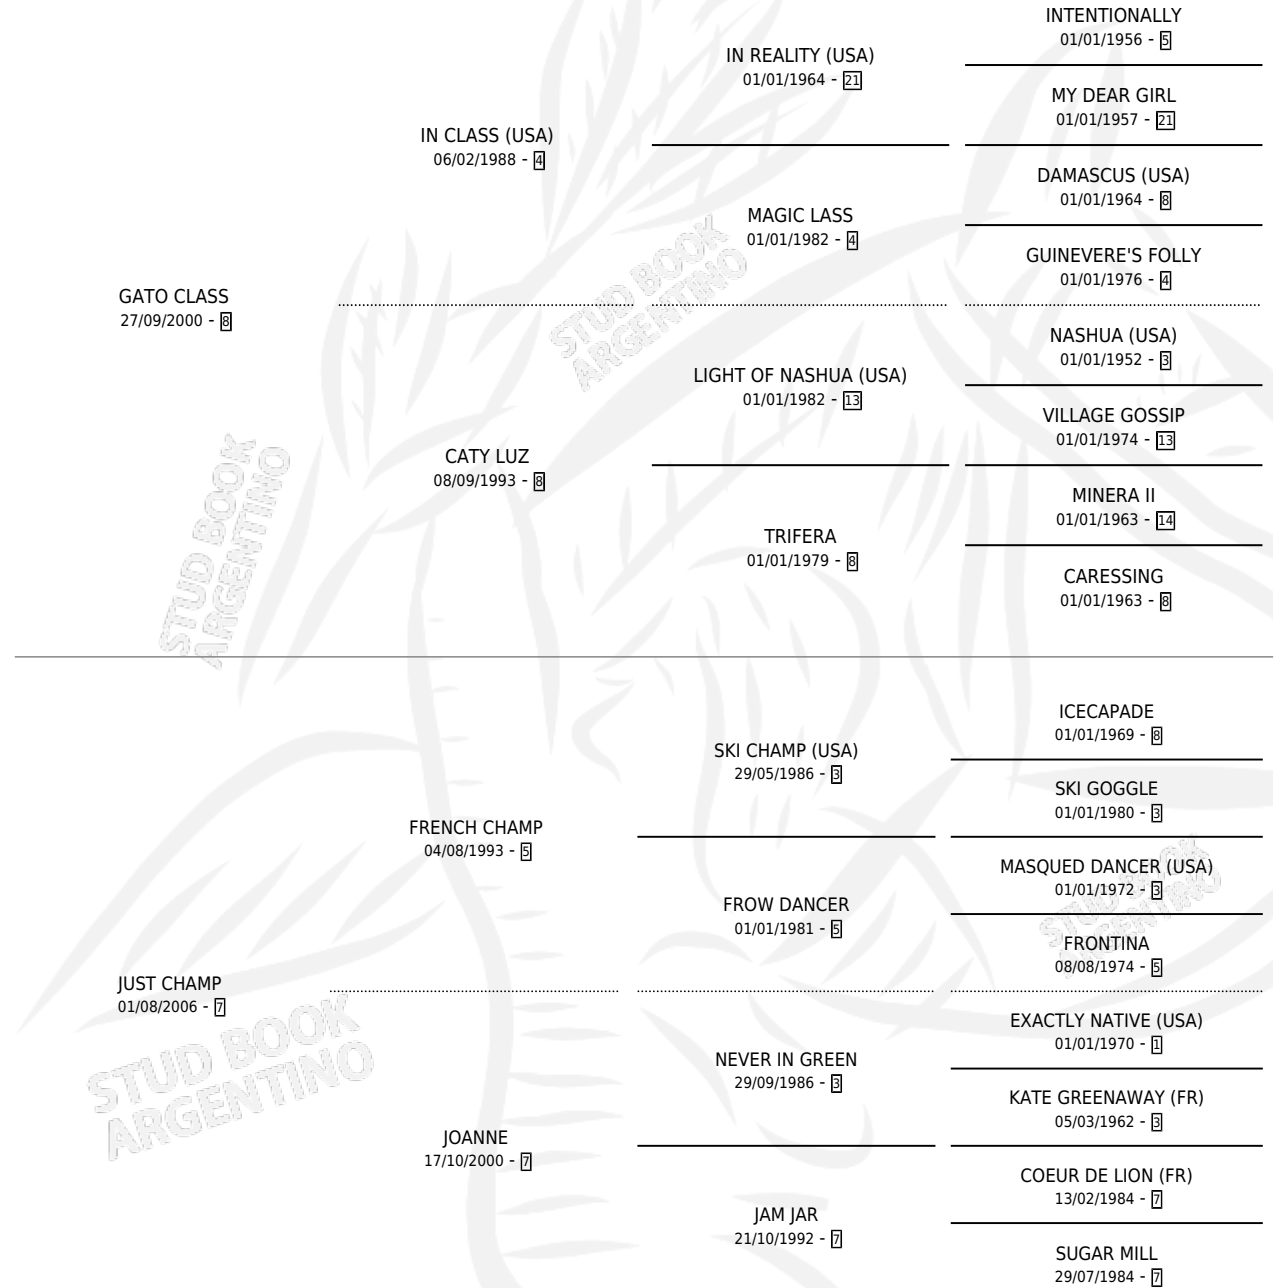 GATO CLASS
27/09/2000 - 8
IN CLASS (USA)
06/02/1988 - 4
CATY LUZ
08/09/1993 - 8
IN REALITY (USA)
01/01/1964 - 21
MAGIC LASS
01/01/1982 - 4
LIGHT OF NASHUA (USA)
01/01/1982 - 13
TRIFERA
01/01/1979 - 8
INTENTIONALLY
01/01/1956 - 5
MY DEAR GIRL
01/01/1957 - 21
DAMASCUS (USA)
01/01/1964 - 8
GUINEVERE'S FOLLY
01/01/1976 - 4
NASHUA (USA)
01/01/1952 - 3
VILLAGE GOSSIP
01/01/1974 - 13
MINERA II
01/01/1963 - 14
CARESSING
01/01/1963 - 8
JUST CHAMP
01/08/2006 - 7
FRENCH CHAMP
04/08/1993 - 5
JOANNE
17/10/2000 - 7
SKI CHAMP (USA)
29/05/1986 - 3
FROW DANCER
01/01/1981 - 5
NEVER IN GREEN
29/09/1986 - 3
JAM JAR
21/10/1992 - 7
ICECAPADE
01/01/1969 - 8
SKI GOGGLE
01/01/1980 - 3
MASQUED DANCER (USA)
01/01/1972 - 3
FRONTINA
08/08/1974 - 5
EXACTLY NATIVE (USA)
01/01/1970 - 1
KATE GREENAWAY (FR)
05/03/1962 - 3
COEUR DE LION (FR)
13/02/1984 - 7
SUGAR MILL
29/07/1984 - 7
STUD BOOK
ARGENTINO
STUD BOOK
ARGENTINO
STUD BOOK
ARGENTINO
STUD BOOK
ARGENTINO